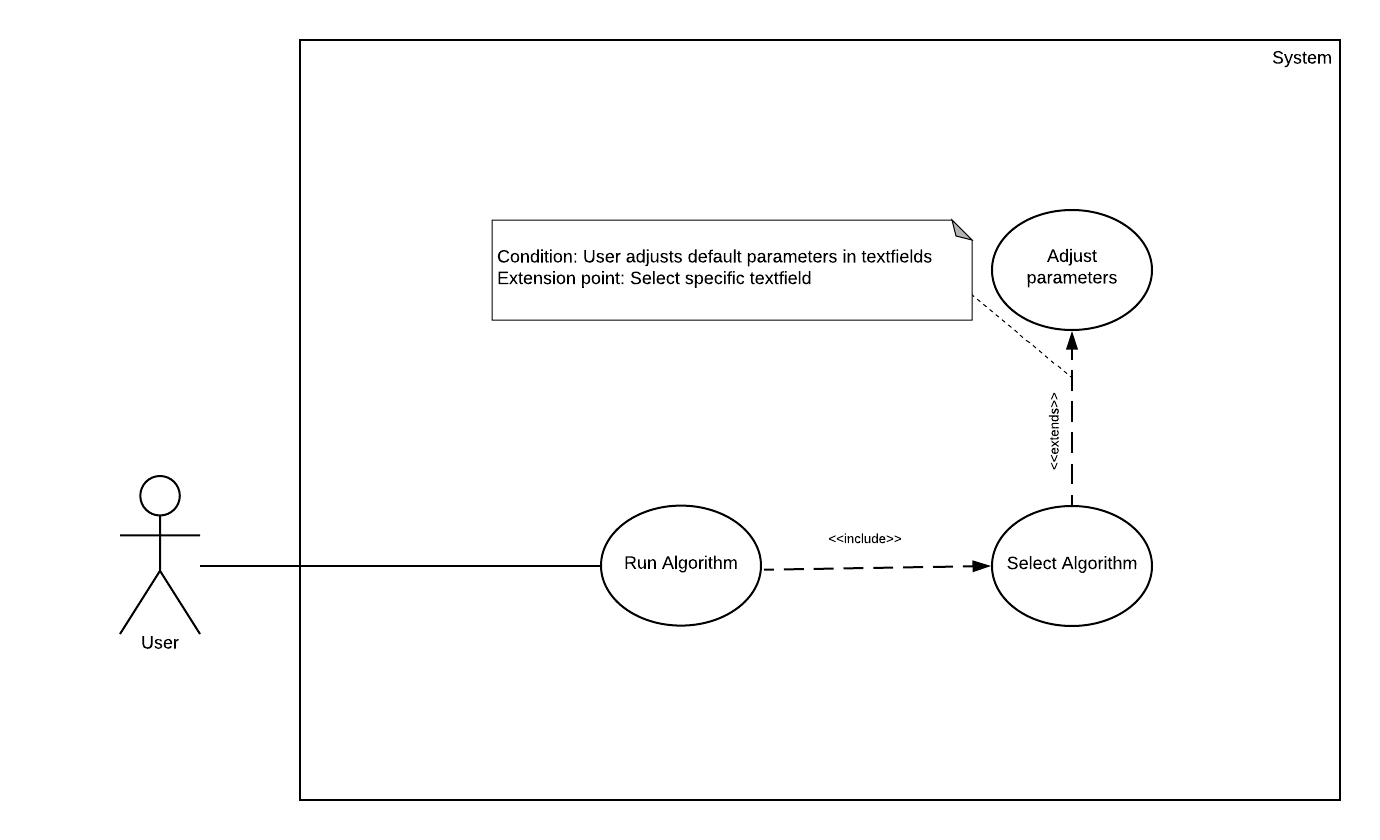 System
Condition: User adjusts default parameters in textfields
Extension point: Select specific textfield
Adjust
parameters
<<extends>>
<<include>>
Run Algorithm
Select Algorithm
User